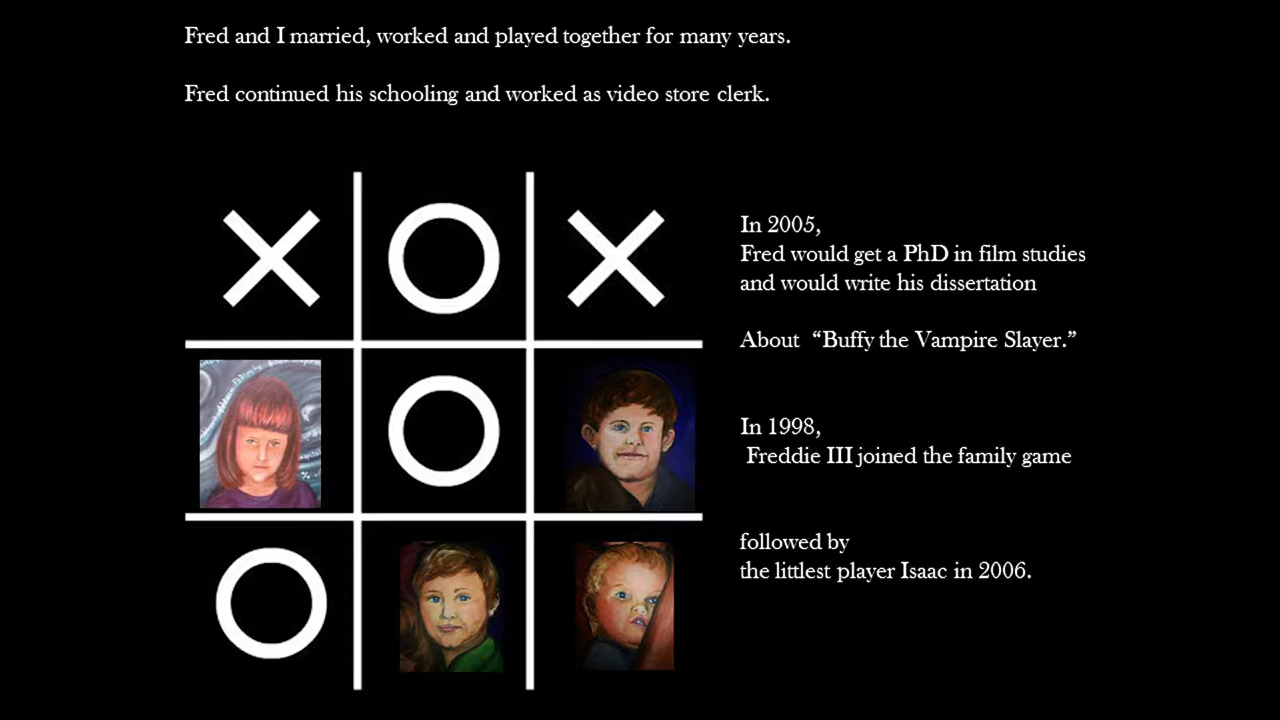 Fred and I married, worked and played together for many years.
Fred continued his schooling and worked as video store clerk.
In 2005,
Fred would get a PhD in film studies
and would write his dissertation
About “Buffy the Vampire Slayer.”
In 1998,
Freddie III joined the family game
followed by
the littlest player Isaac in 2006.